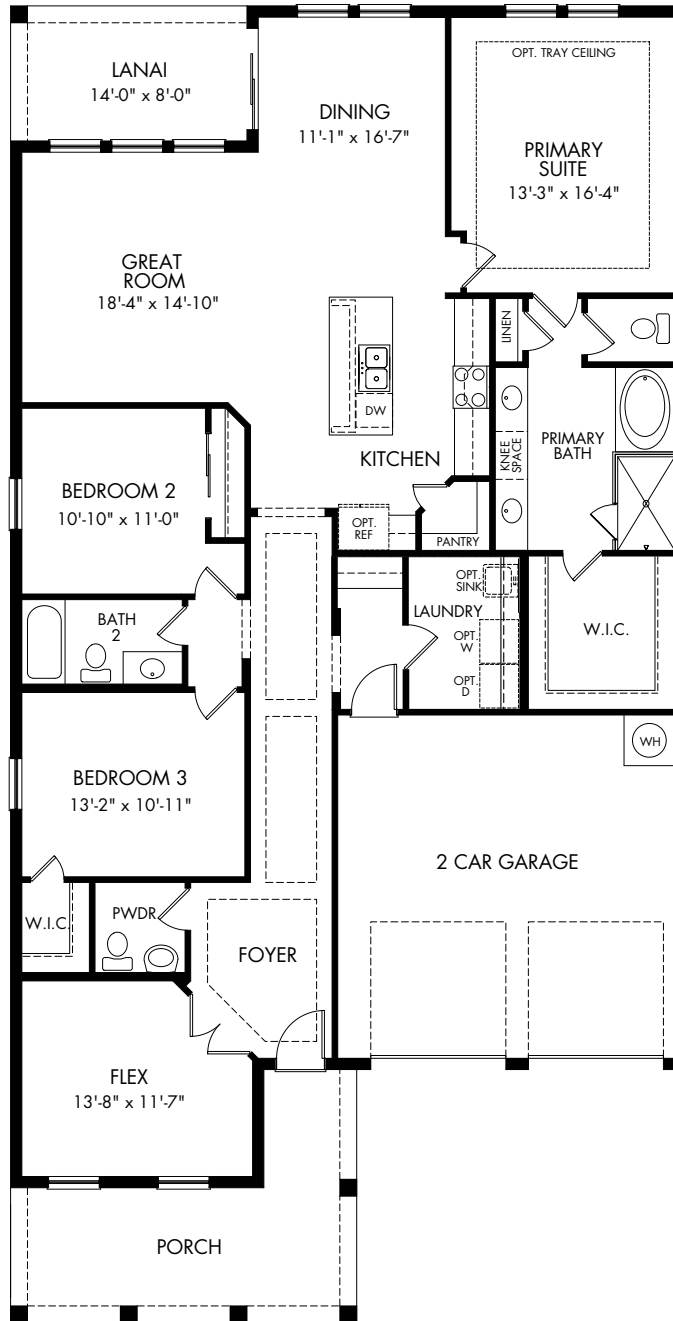 LANAI
14'-0" x 8'-0"
DINING
11'-1" x 16'-7"
OPT. TRAY CEILING
PRIMARY
SUITE
13'-3" x 16'-4"
GREAT
ROOM
18'-4" x 14'-10"
LINEN
DW
KITCHEN
KNEE
SPACE
PRIMARY
BATH
BEDROOM 2
10'-10" x 11'-0"
OPT.
REF
PANTRY
OPT.
SINK
LAUNDRY
OPT.
W
OPT.
D
W.I.C.
BATH
2
WH
BEDROOM 3
13'-2" x 10'-11"
2 CAR GARAGE
W.I.C.
PWDR.
FOYER
FLEX
13'-8" x 11'-7"
PORCH